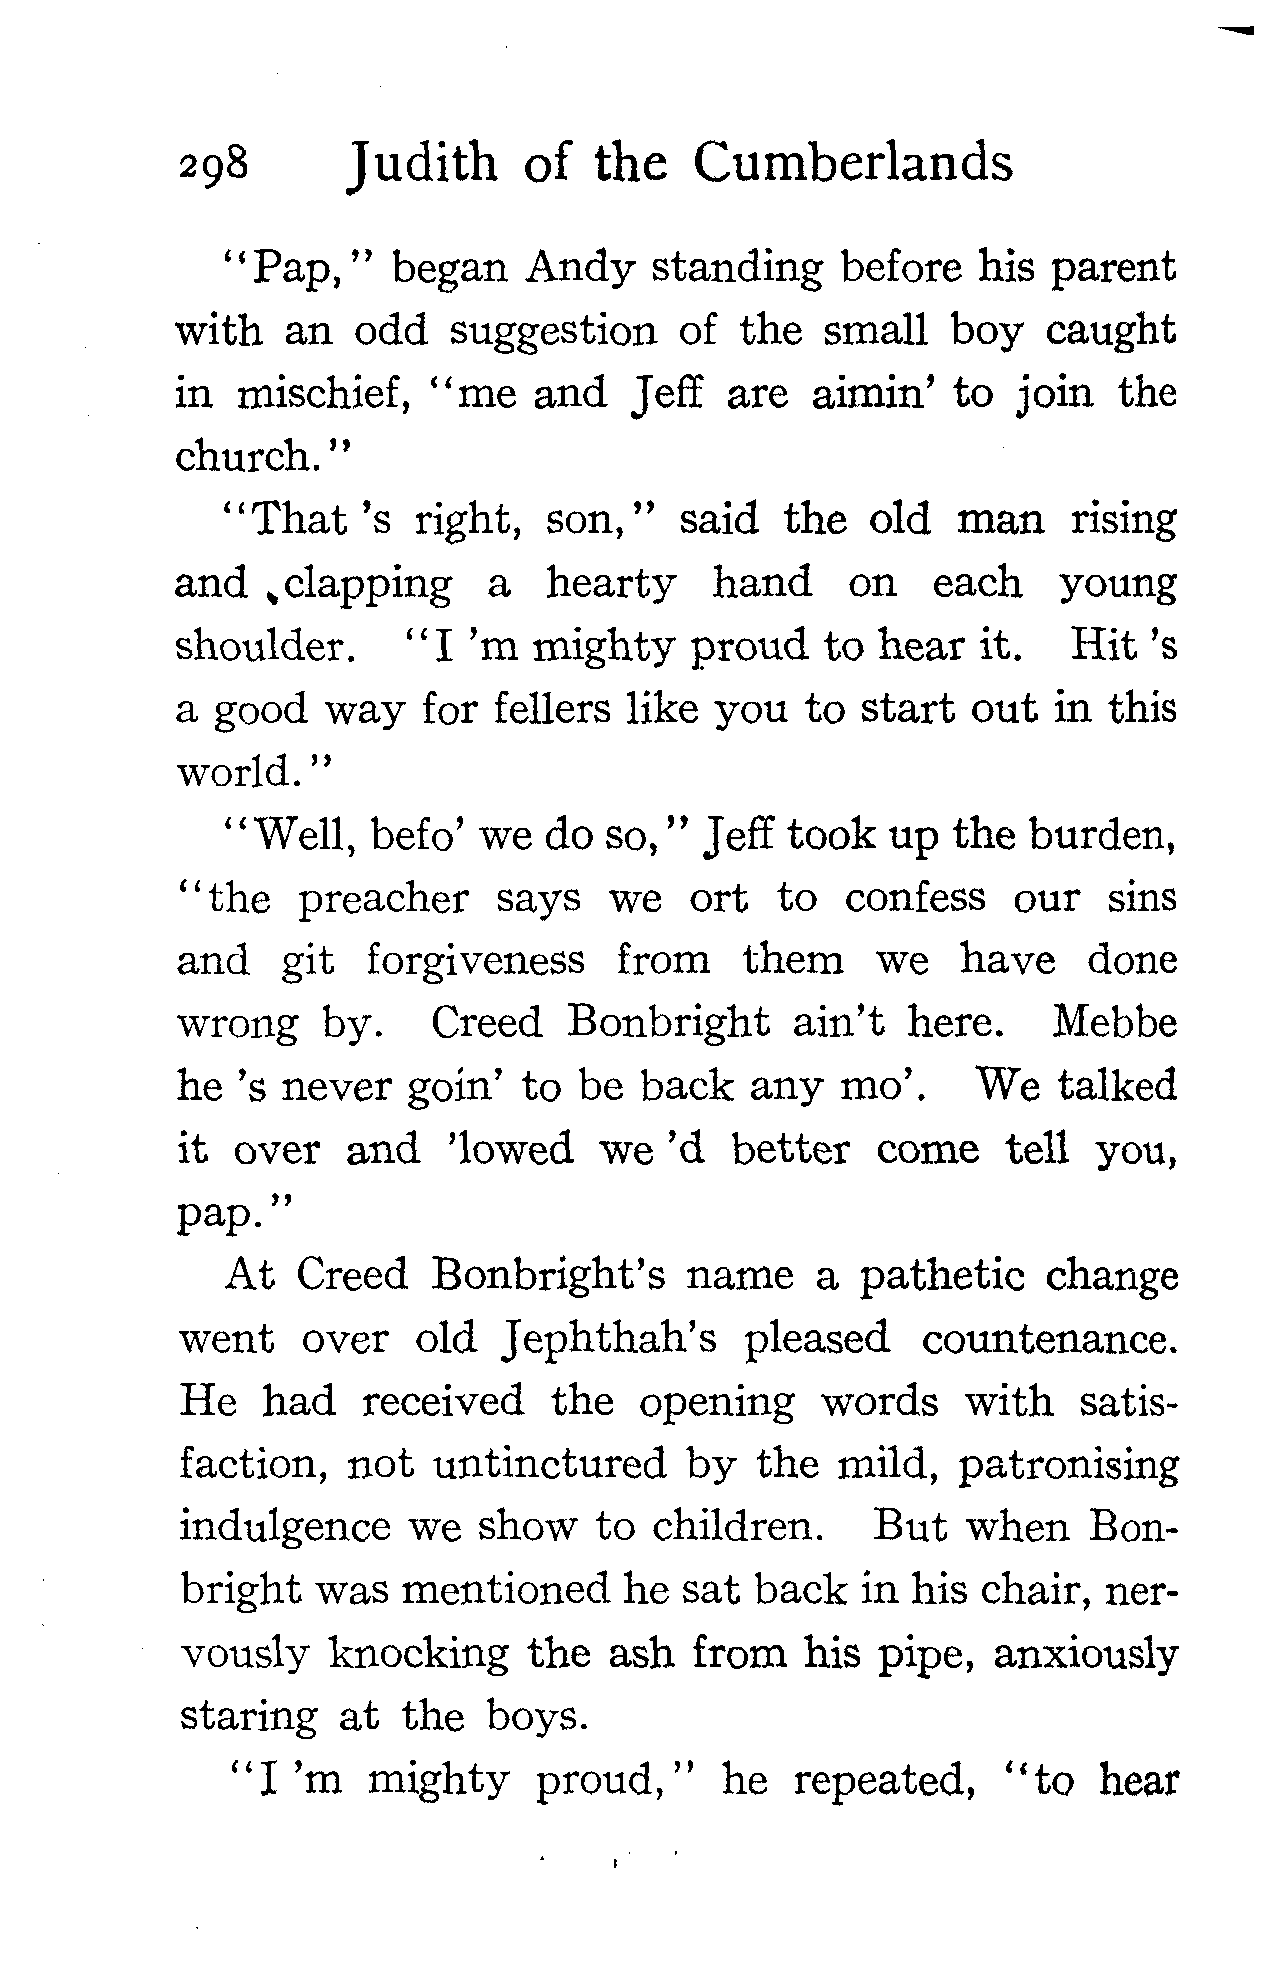 298 Judith of the Cumberlands
"Pap," began Andy standing before his parent
with an odd suggestion of the small boy caught
in mischief, "me and Jeff are aimin' to join the
church."
"That 's right, son," said the old man rising
and clapping a hearty hand on each young
shoulder. "I 'm mighty proud to hear it. Hit 's
a good way for fellers like you to start out in this
world."
"Well, befo' we do so," Jeff took up the burden,
"the preacher says we ort to confess our sins
and git forgiveness from them we have done
wrong by. Creed Bonbright ain't here. Mebbe
he 's never goin' to be back any mo'. We talked
it over and 'lowed we 'd better come tell you,
pap."
At Creed Bonbright's name a pathetic change
went over old Jephthah's pleased countenance.
He had received the opening words with satis-
faction, not untinctured by the mild, patronising
indulgence we show to children. But when Bon-
bright was mentioned he sat back in his chair, ner-
vously knocking the ash from his pipe, anxiously
staring at the boys.
"I 'm mighty proud," he repeated, "to hear